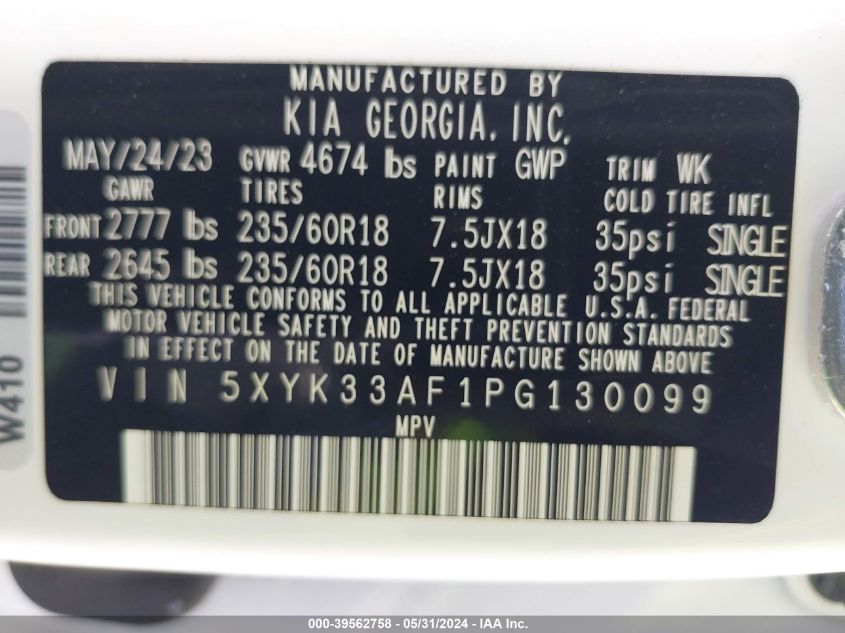 MANUFACTURED BY
KIA GEORGIA, INC.
MAY/24/23 GVWR 4674 lbs PAINT GWP TRIM WK
GAWR TIRES RIMS COLD TIRE INFL
FRONT 2777 lbs 235/60R18 7.5JX18 35psi SINGLE
REAR 2645 lbs 235/60R18 7.5JX18 35psi SINGLE
THIS VEHICLE CONFORMS TO ALL APPLICABLE U.S.A. FEDERAL
MOTOR VEHICLE SAFETY AND THEFT PREVENTION STANDARDS
IN EFFECT ON THE DATE OF MANUFACTURE SHOWN ABOVE
VIN 5XYK33AF1PG130099
MPV
W410
000-39562758 - 05/31/2024 - IAA Inc.